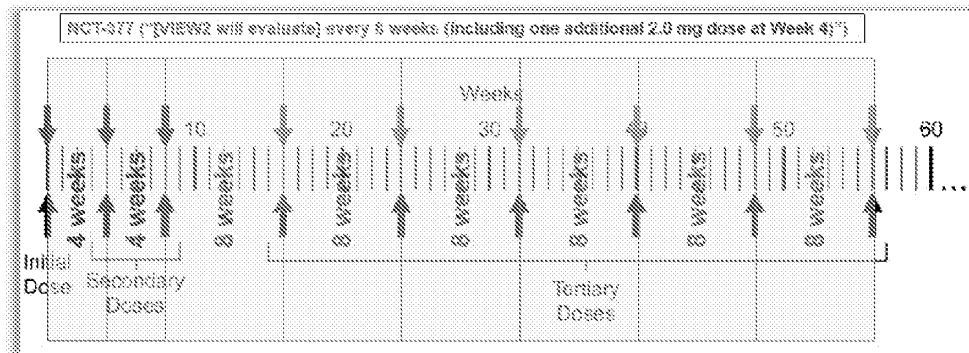 NCT-377 ("[VIEW2 will evaluate] every 8 weeks (including one additional 2.0 mg dose at Week 4)")
Weeks
10 20 30 40 50 60
4 weeks 4 weeks 8 weeks 8 weeks 8 weeks 8 weeks 8 weeks 8 weeks
...
Initial
Dose
Secondary
Doses
Tertiary
Doses